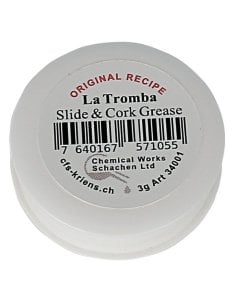 ORIGINAL RECIPE
La Tromba
Slide & Cork Grease
7 640167 571055
Chemical Works
Schachen Ltd
cfs-kriens.ch
3g Art 34001